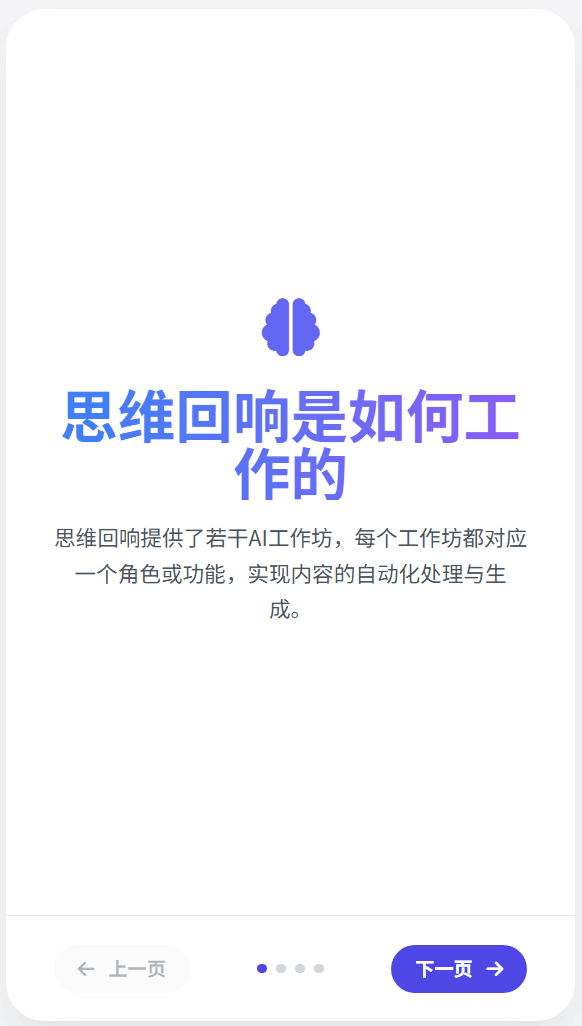 思维回响是如何工
作的
思维回响提供了若干AI工作坊，每个工作坊都对应
一个角色或功能，实现内容的自动化处理与生
成。
上一页
下一页